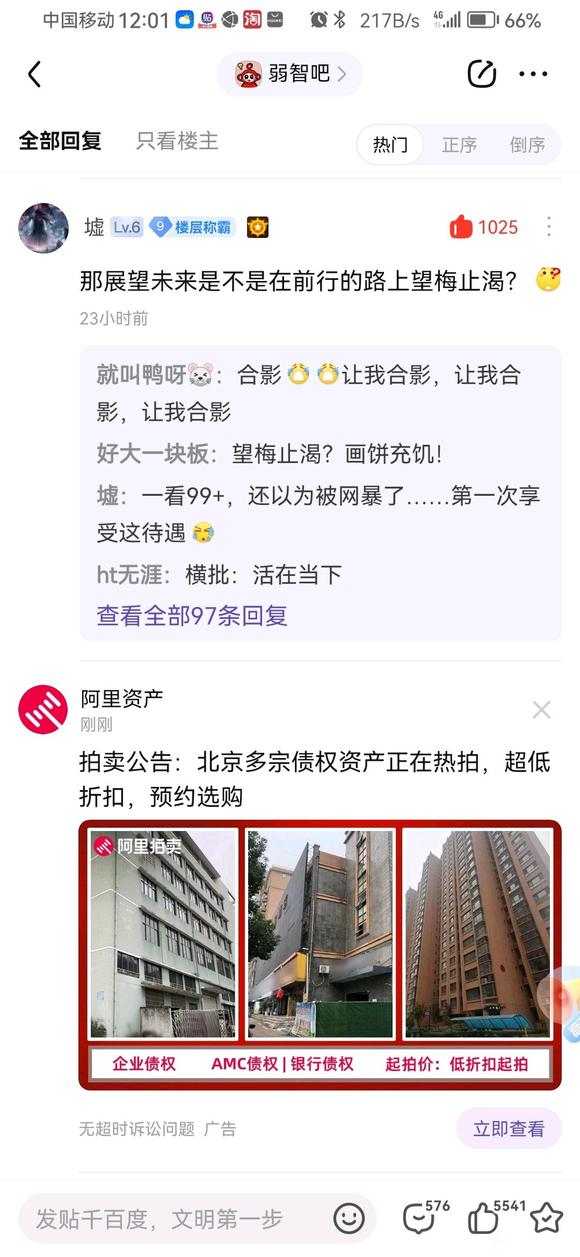 中国移动 12:01 217B/s 4G 66%
弱智吧
全部回复 只看楼主 热门 正序 倒序
墟 Lv.6 9 楼层称霸 1025
那展望未来是不是在前行的路上望梅止渴？
23小时前
就叫鸭呀：合影让我合影，让我合
影，让我合影
好大一块板：望梅止渴？画饼充饥！
墟：一看99+，还以为被网暴了……第一次享
受这待遇
ht无涯：横批：活在当下
查看全部97条回复
阿里资产
刚刚
拍卖公告：北京多宗债权资产正在热拍，超低
折扣，预约选购
阿里拍卖
企业债权 AMC债权 | 银行债权 起拍价：低折扣起拍
无超时诉讼问题 广告 立即查看
发贴千百度，文明第一步 576 5541